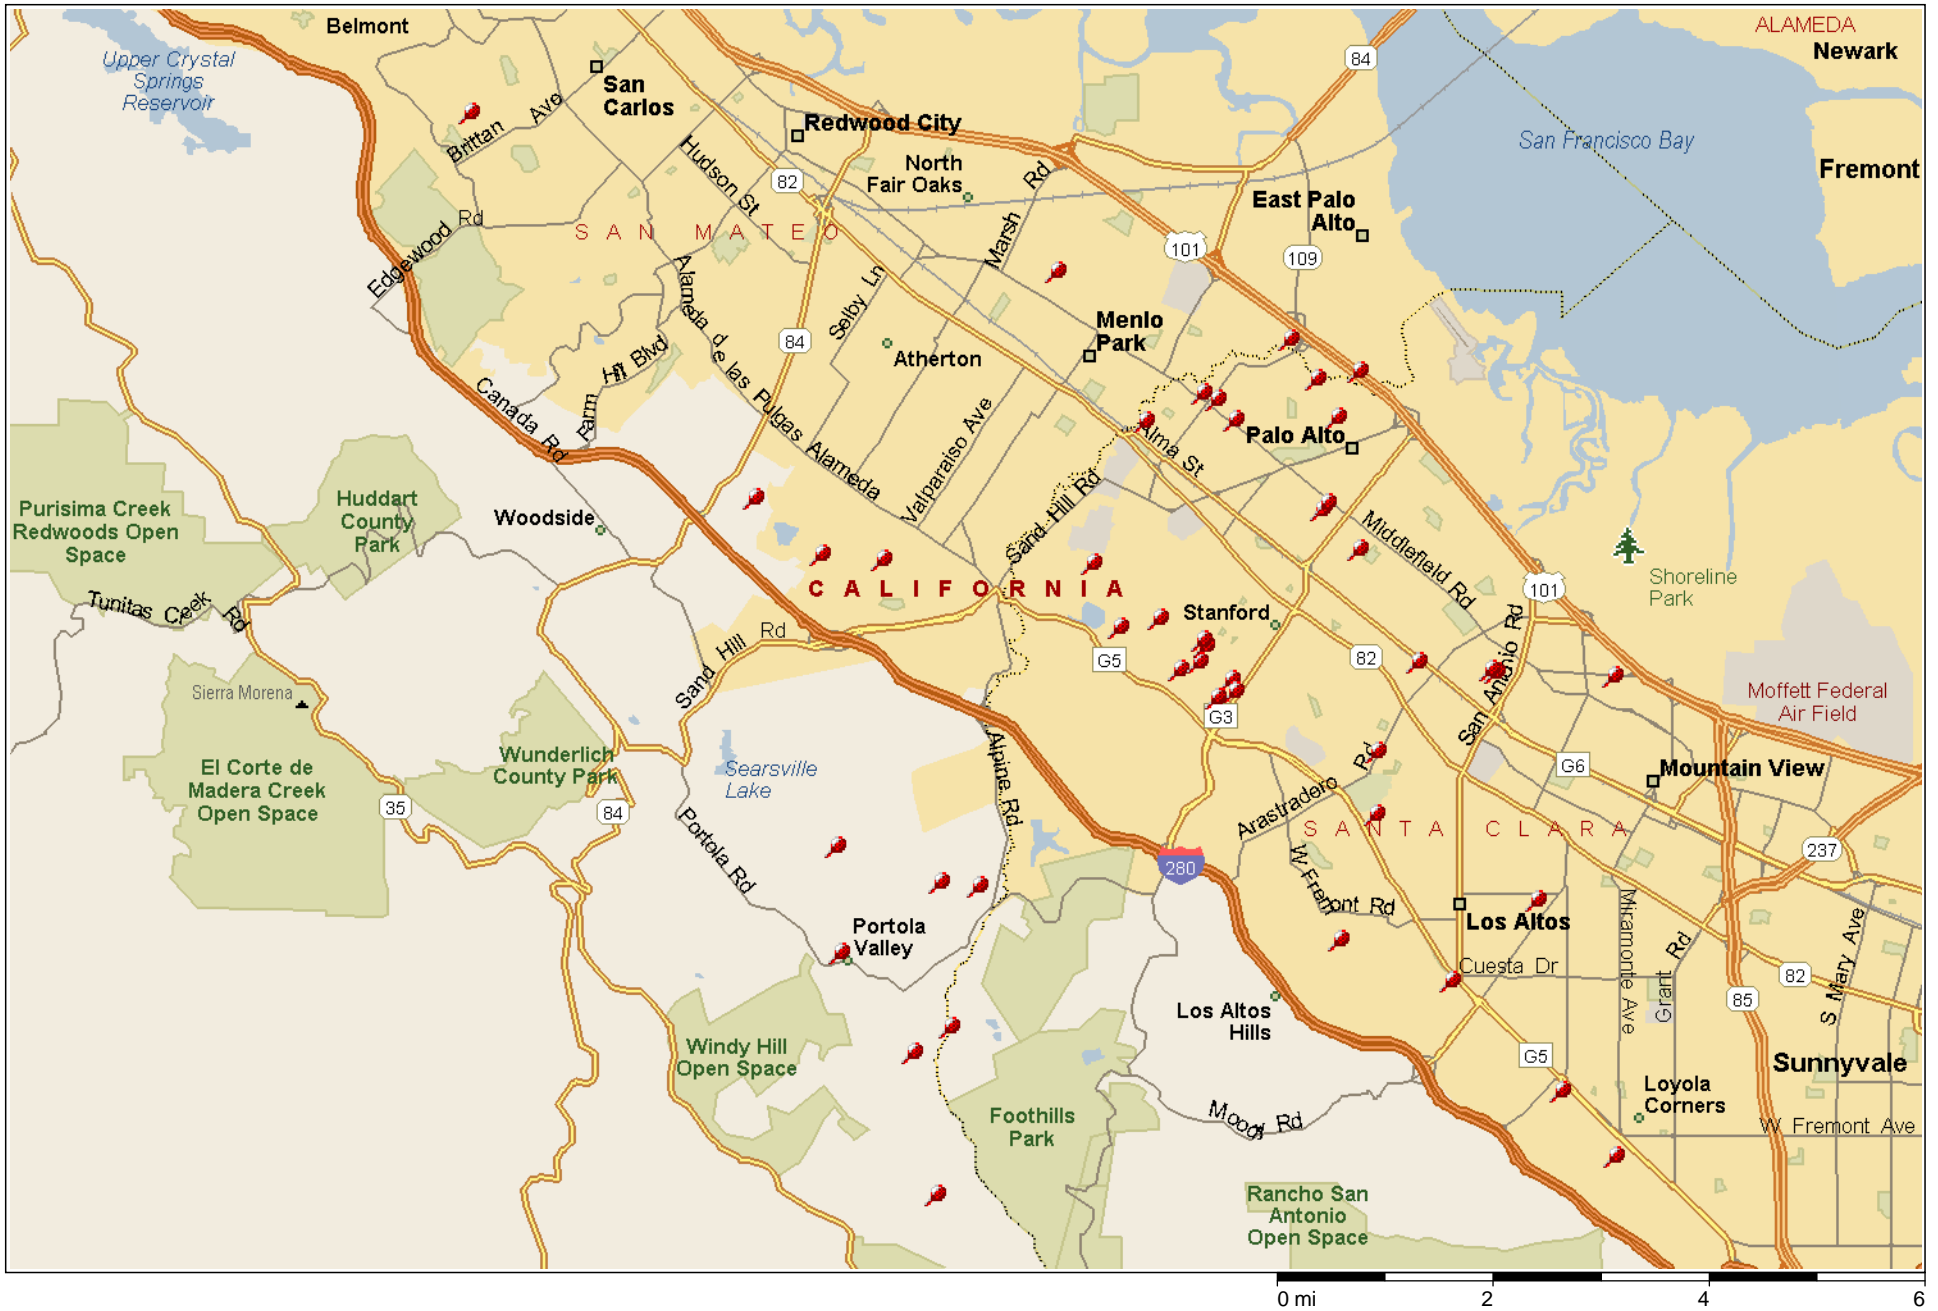 Belmont
ALAMEDA
Newark
Upper Crystal
Springs
Reservoir
San
Carlos
84
Brittan Ave
Redwood City
San Francisco Bay
Fremont
North
Fair Oaks
Hudson St
82
Marsh Rd
East Palo
Alto
Edgewood Rd
SAN MATEO
101
109
Selby Ln
Alameda de las Pulgas
84
Menlo
Park
Atherton
Farm Hill Blvd
Canada Rd
Valparaiso Ave
Alameda
Alma St
Palo Alto
Purisima Creek
Redwoods Open
Space
Huddart
County
Park
Woodside
Sand Hill Rd
Middlefield Rd
Shoreline
Park
101
CALIFORNIA
Tunitas Creek Rd
Stanford
San Antonio Rd
Sand Hill Rd
G5
82
Sierra Morena
Moffett Federal
Air Field
G3
Alpine Rd
Wunderlich
County Park
Searsville
Lake
El Corte de
Madera Creek
Open Space
35
84
Arastradero Rd
G6
Mountain View
SANTA CLARA
237
Portola Rd
280
W Fremont Rd
Los Altos
Miramonte Ave
Grant Rd
S Mary Ave
Portola
Valley
Cuesta Dr
82
85
Los Altos
Hills
Windy Hill
Open Space
G5
Sunnyvale
Loyola
Corners
Foothills
Park
Moody Rd
W Fremont Ave
Rancho San
Antonio
Open Space
0 mi 2 4 6